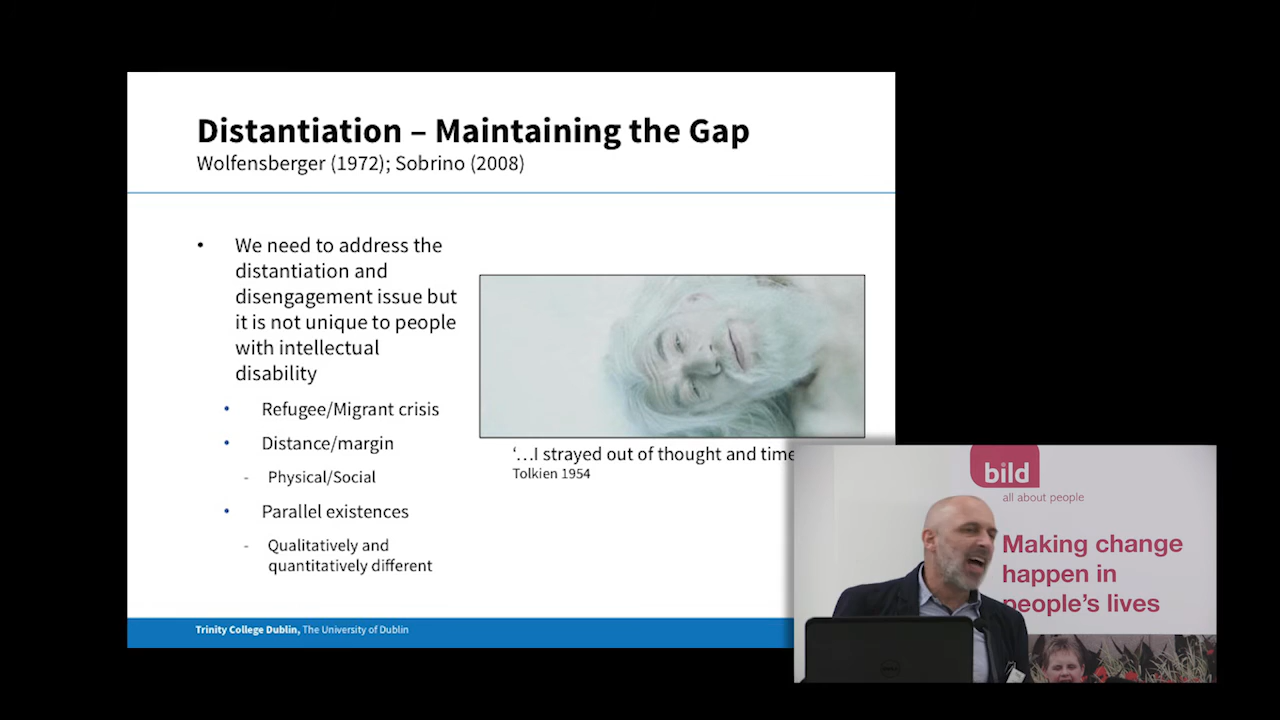 Distantiation – Maintaining the Gap
Wolfensberger (1972); Sobrino (2008)
• We need to address the
distantiation and
disengagement issue but
it is not unique to people
with intellectual
disability
• Refugee/Migrant crisis
• Distance/margin
- Physical/Social
• Parallel existences
- Qualitatively and
quantitatively different
‘…I strayed out of thought and time
Tolkien 1954
Trinity College Dublin, The University of Dublin
bild
all about people
Making change
happen in
people’s lives
DELL